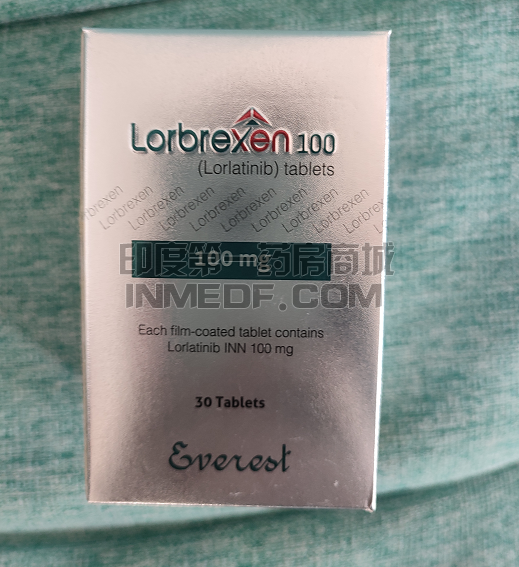 Lorbrexen 100
(Lorlatinib) tablets
Lorbrexen Lorbrexen Lorbrexen Lorbrexen Lorbrexen Lorbrexen Lorbrexen
100 mg
印度第一药房商城
INMEDF.COM
Each film-coated tablet contains
Lorlatinib INN 100 mg
30 Tablets
Everest